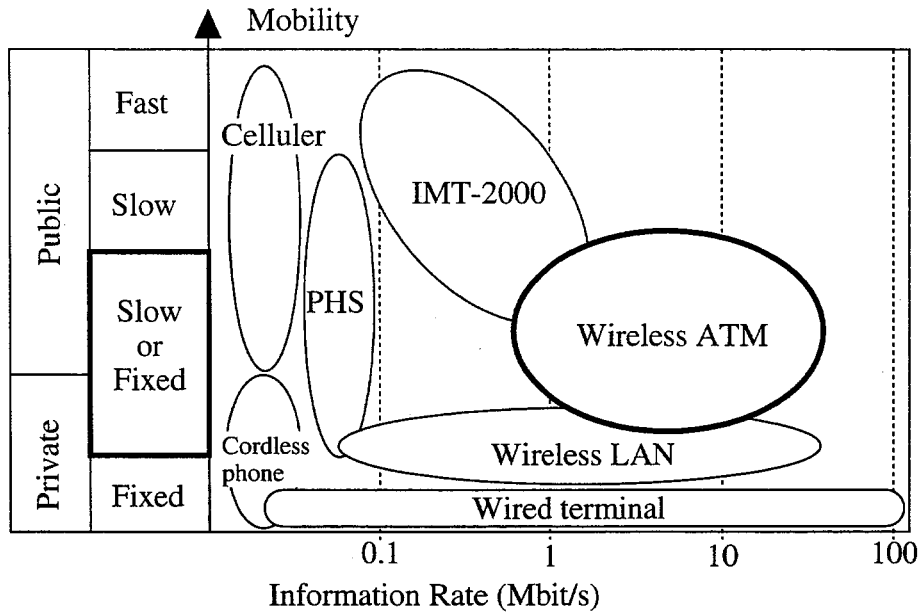 Mobility
Public
Fast
Slow
Slow
or
Fixed
Private
Fixed
Celluler
IMT-2000
PHS
Wireless ATM
Cordless
phone
Wireless LAN
Wired terminal
0.1
1
10
100
Information Rate (Mbit/s)